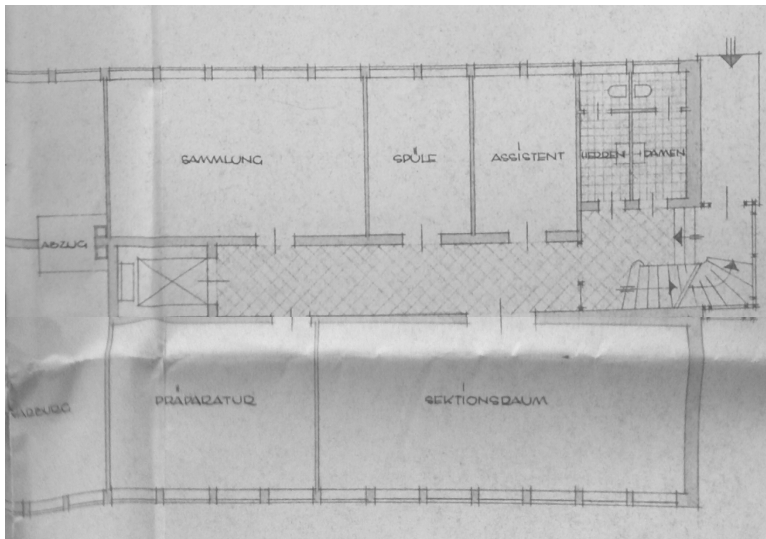 SAMMLUNG
SPÜLE
ASSISTENT
HERREN
DAMEN
ABZUG
PRÄPARATUR
SEKTIONSRAUM